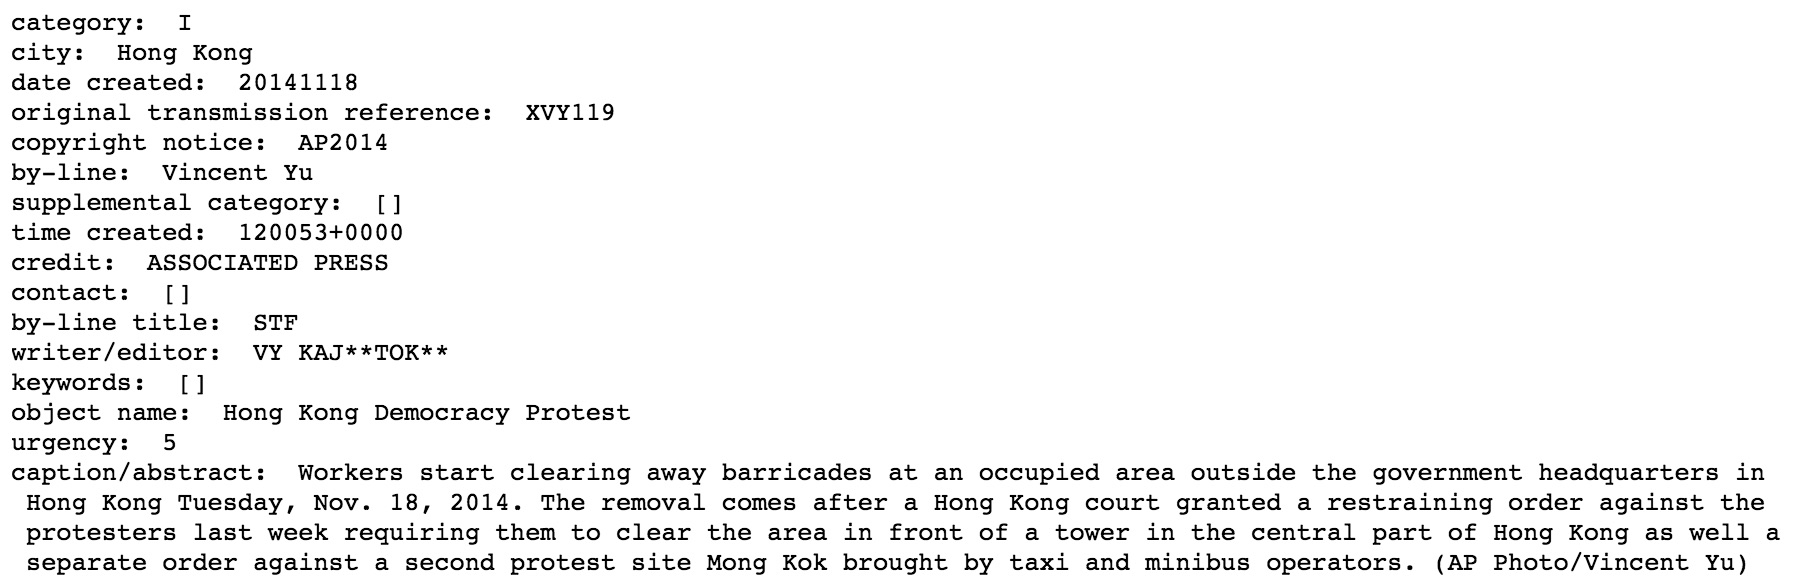 category:  I
city:  Hong Kong
date created:  20141118
original transmission reference:  XVY119
copyright notice:  AP2014
by-line:  Vincent Yu
supplemental category:  []
time created:  120053+0000
credit:  ASSOCIATED PRESS
contact:  []
by-line title:  STF
writer/editor:  VY KAJ**TOK**
keywords:  []
object name:  Hong Kong Democracy Protest
urgency:  5
caption/abstract:  Workers start clearing away barricades at an occupied area outside the government headquarters in
Hong Kong Tuesday, Nov. 18, 2014. The removal comes after a Hong Kong court granted a restraining order against the
protesters last week requiring them to clear the area in front of a tower in the central part of Hong Kong as well a
separate order against a second protest site Mong Kok brought by taxi and minibus operators. (AP Photo/Vincent Yu)